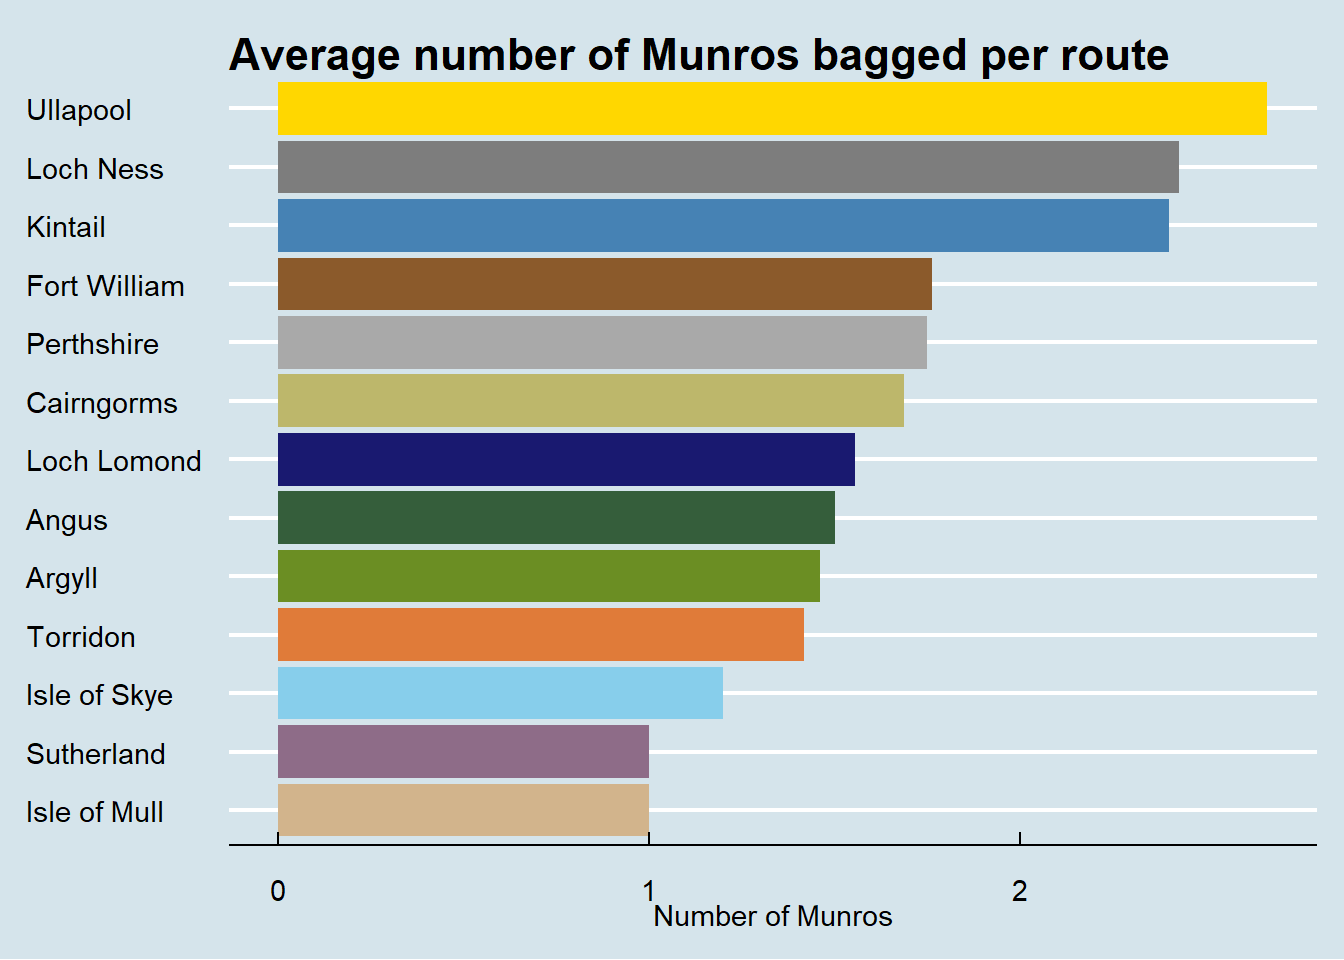 Average number of Munros bagged per route
Ullapool
Loch Ness
Kintail
Fort William
Perthshire
Cairngorms
Loch Lomond
Angus
Argyll
Torridon
Isle of Skye
Sutherland
Isle of Mull
0 1 2
Number of Munros